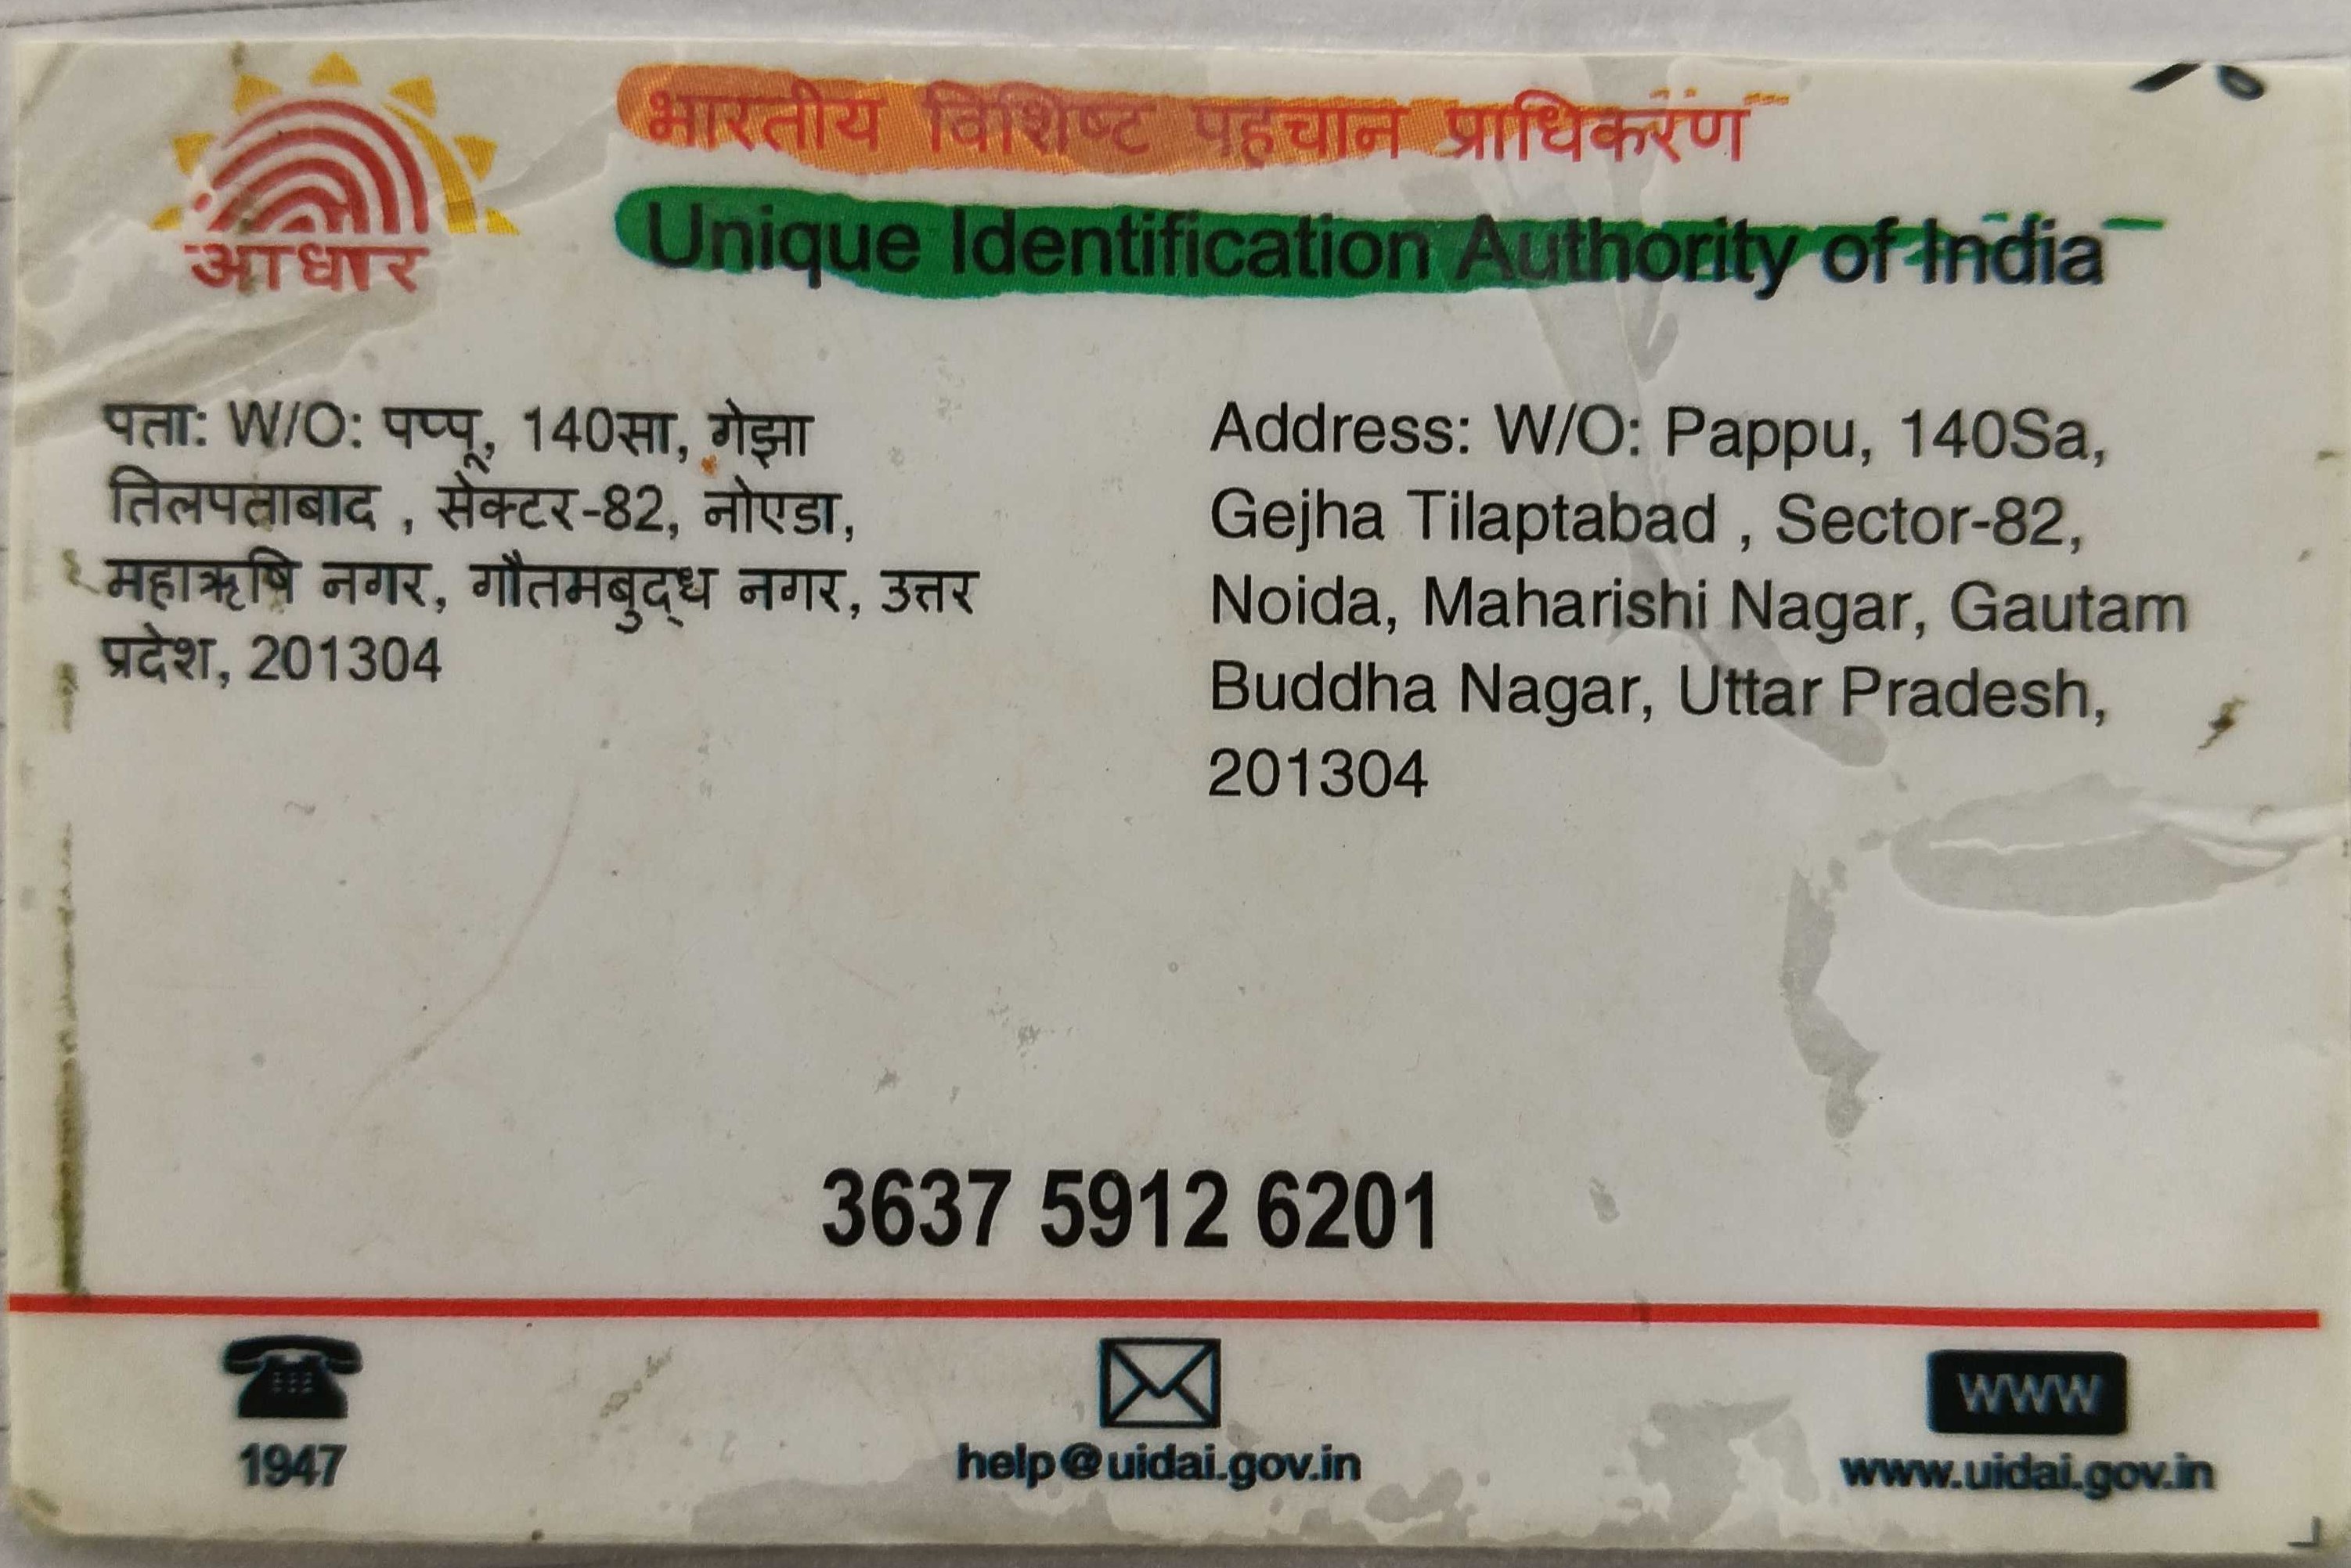 आधार
भारतीय विशिष्ट पहचान प्राधिकरण
Unique Identification Authority of India
पता: W/O: पप्पू, 140सा, गेझा
तिलपताबाद , सेक्टर-82, नोएडा,
महाऋषि नगर, गौतमबुद्ध नगर, उत्तर
प्रदेश, 201304
Address: W/O: Pappu, 140Sa,
Gejha Tilaptabad , Sector-82,
Noida, Maharishi Nagar, Gautam
Buddha Nagar, Uttar Pradesh,
201304
3637 5912 6201
1947
help@uidai.gov.in
WWW
www.uidai.gov.in